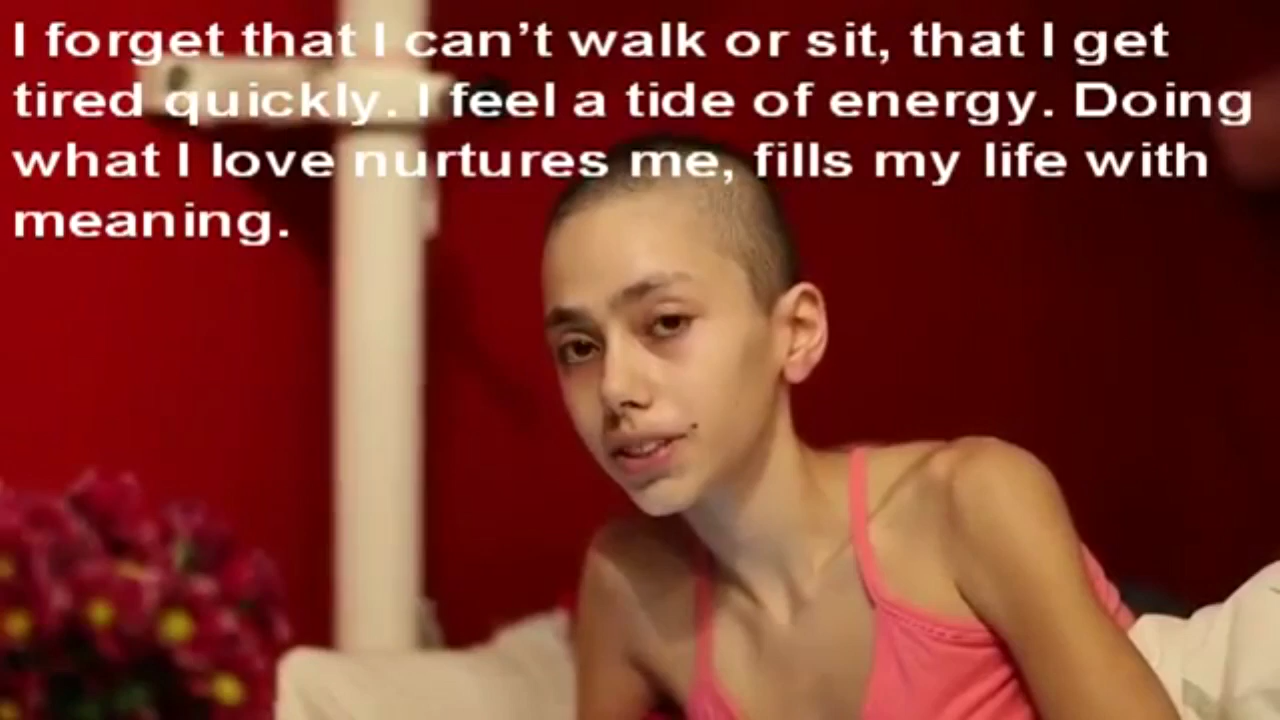 I forget that I can’t walk or sit, that I get
tired quickly. I feel a tide of energy. Doing
what I love nurtures me, fills my life with
meaning.